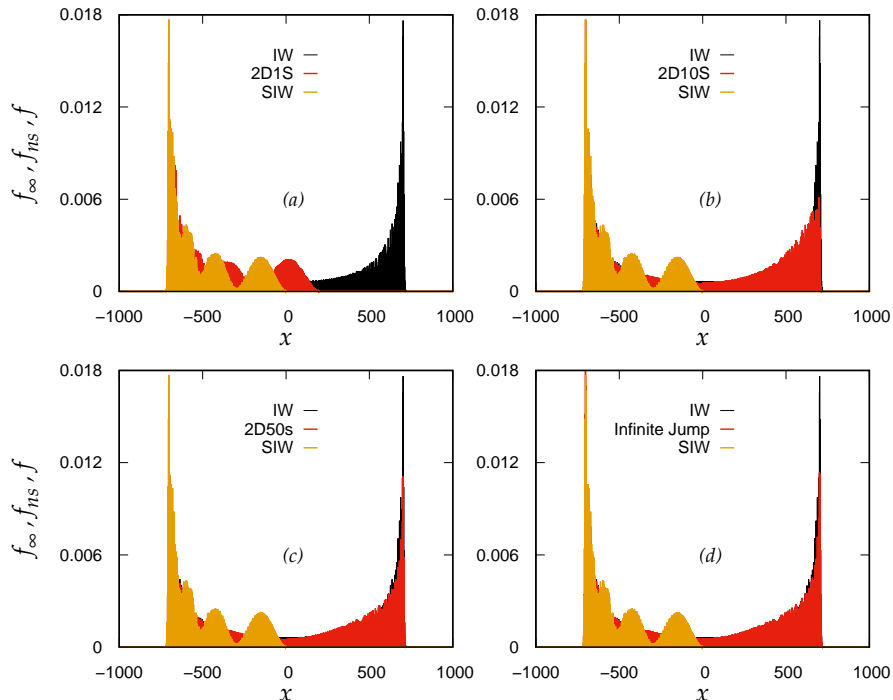 0.018 0.018
IW IW
2D1S 2D10S
SIW SIW
0.012 0.012
f∞ , fns , f
0.006 (a) 0.006 (b)
0 0
−1000 −500 0 500 1000 −1000 −500 0 500 1000
x x
0.018 0.018
IW IW
2D50s Infinite Jump
SIW SIW
0.012 0.012
f∞ , fns , f
0.006 (c) 0.006 (d)
0 0
−1000 −500 0 500 1000 −1000 −500 0 500 1000
x x